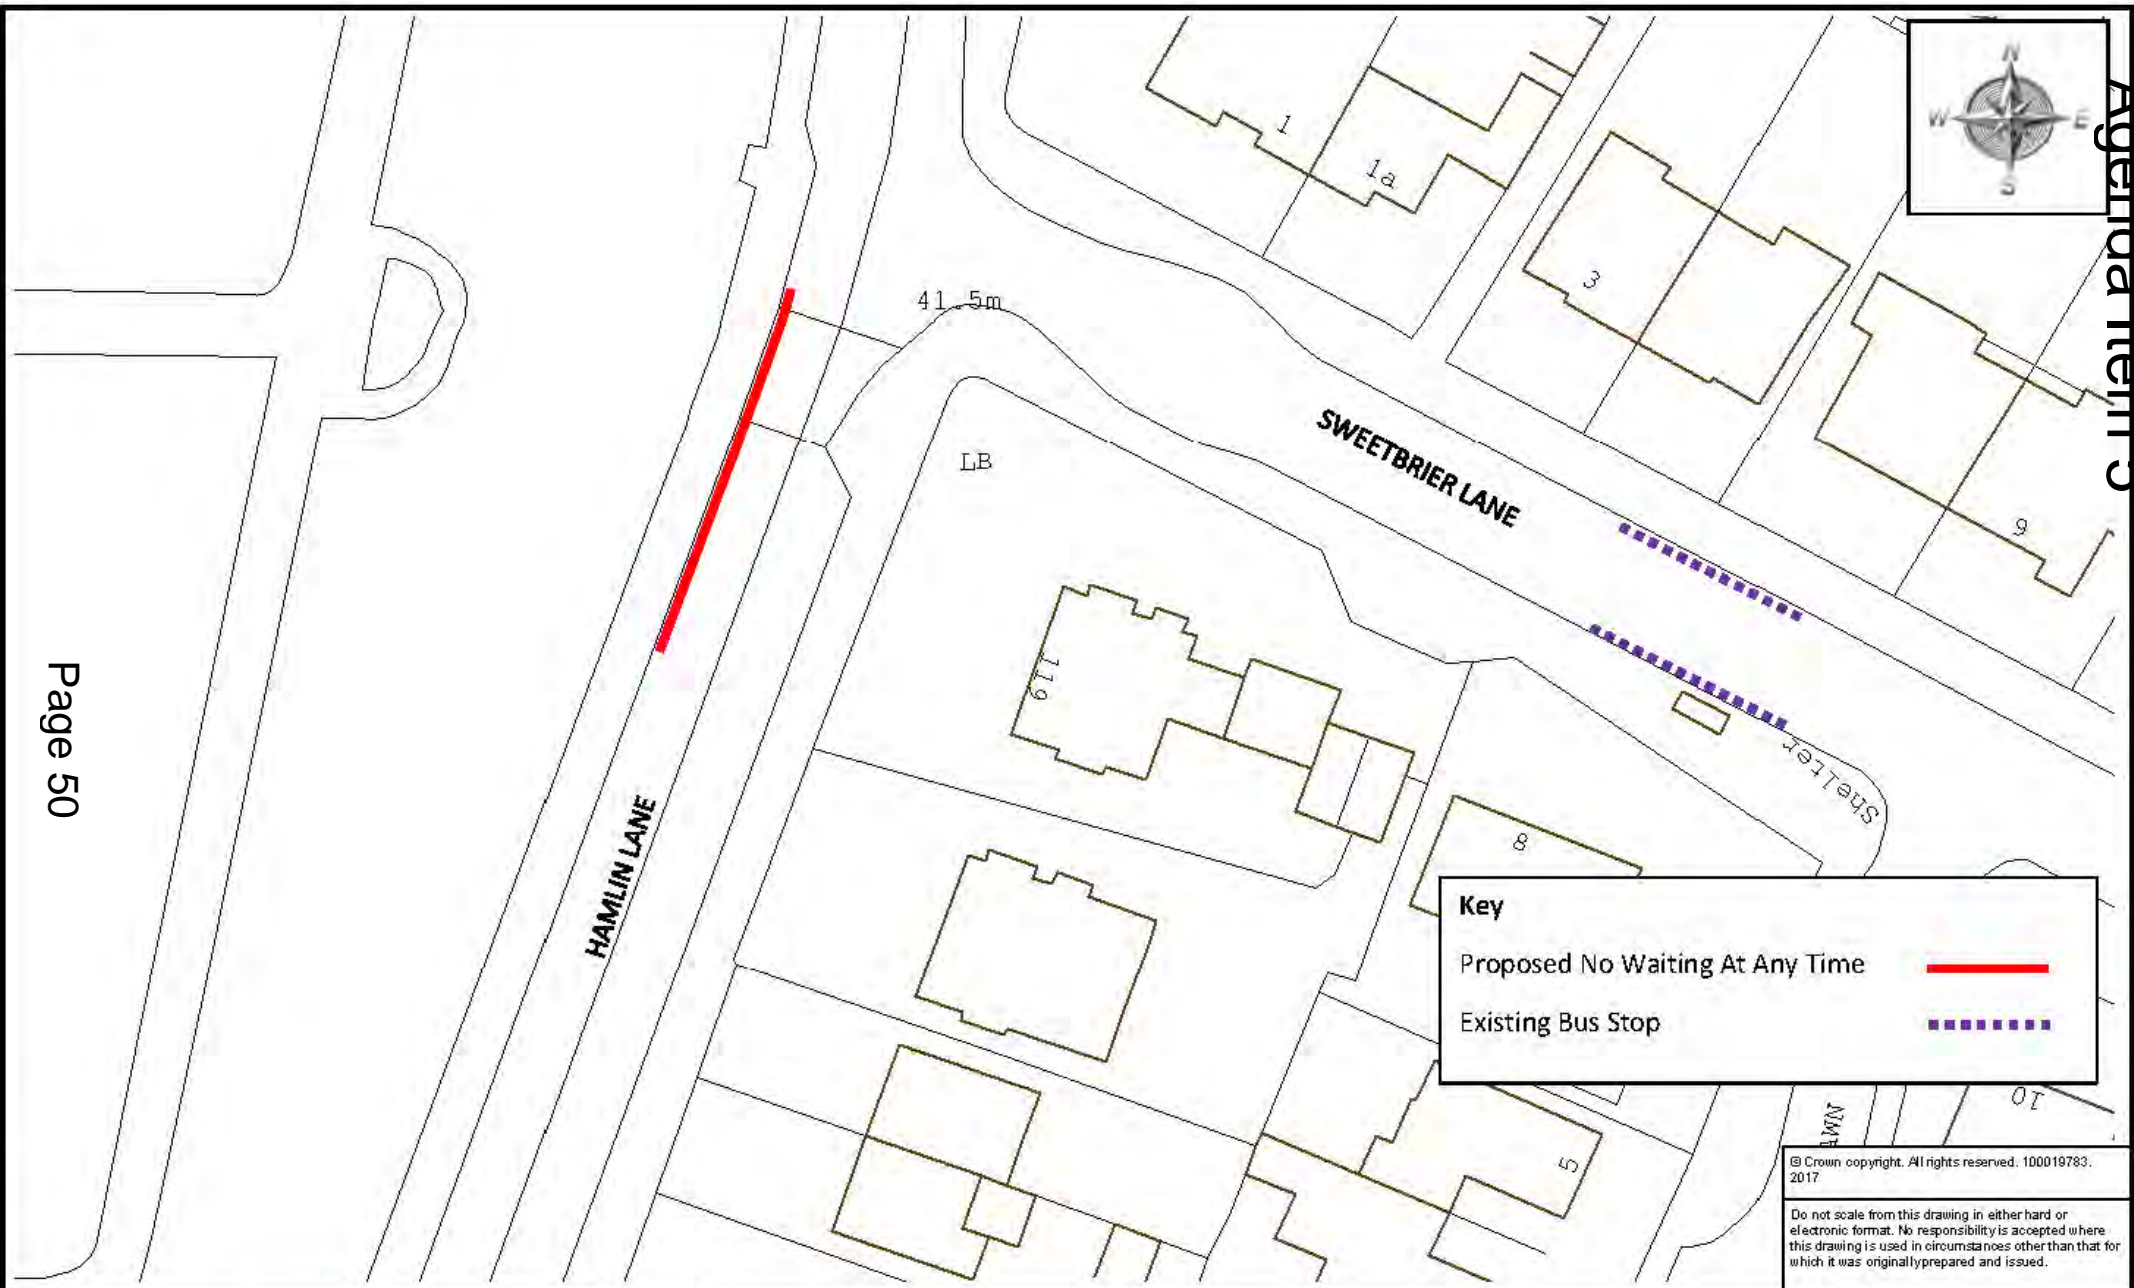 Agenda Item 5
N
W
E
S
1
1a
3
9
41.5m
SWEETBRIER LANE
LB
119
Shelter
8
HAMLIN LANE
Page 50
Key
Proposed No Waiting At Any Time
Existing Bus Stop
10
5
© Crown copyright. All rights reserved. 100019783.
2017
Do not scale from this drawing in either hard or
electronic format. No responsibility is accepted where
this drawing is used in circumstances other than that for
which it was originallyprepared and issued.